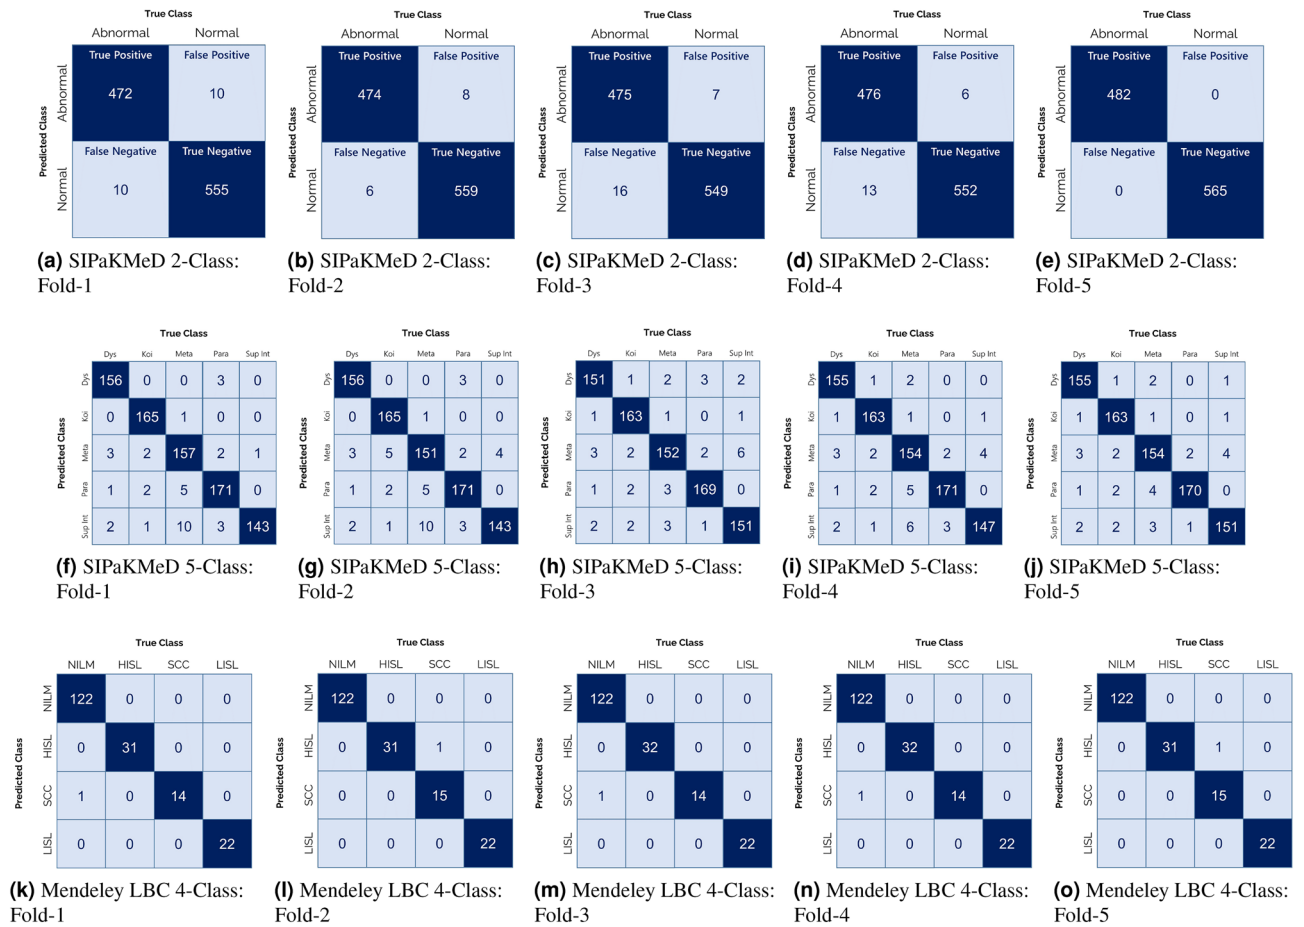 True Class
True Class
True Class
True Class
True Class
Abnormal Normal
Abnormal Normal
Abnormal Normal
Abnormal Normal
Abnormal Normal
Predicted Class
Abnormal
Normal
True Positive False Positive
472 10
False Negative True Negative
10 555
Predicted Class
Abnormal
Normal
True Positive False Positive
474 8
False Negative True Negative
6 559
Predicted Class
Abnormal
Normal
True Positive False Positive
475 7
False Negative True Negative
16 549
Predicted Class
Abnormal
Normal
True Positive False Positive
476 6
False Negative True Negative
13 552
Predicted Class
Abnormal
Normal
True Positive False Positive
482 0
False Negative True Negative
0 565
(a) SIPaKMeD 2-Class:
Fold-1
(b) SIPaKMeD 2-Class:
Fold-2
(c) SIPaKMeD 2-Class:
Fold-3
(d) SIPaKMeD 2-Class:
Fold-4
(e) SIPaKMeD 2-Class:
Fold-5
True Class
Dys Koi Meta Para Sup Int
Predicted Class
Dys 156 0 0 3 0
Koi 0 165 1 0 0
Meta 3 2 157 2 1
Para 1 2 5 171 0
Sup Int 2 1 10 3 143
(f) SIPaKMeD 5-Class:
Fold-1
True Class
Dys Koi Meta Para Sup Int
Predicted Class
Dys 156 0 0 3 0
Koi 0 165 1 0 0
Meta 3 5 151 2 4
Para 1 2 5 171 0
Sup Int 2 1 10 3 143
(g) SIPaKMeD 5-Class:
Fold-2
True Class
Dys Koi Meta Para Sup Int
Predicted Class
Dys 151 1 2 3 2
Koi 1 163 1 0 1
Meta 3 2 152 2 6
Para 1 2 3 169 0
Sup Int 2 2 3 1 151
(h) SIPaKMeD 5-Class:
Fold-3
True Class
Dys Koi Meta Para Sup Int
Predicted Class
Dys 155 1 2 0 0
Koi 1 163 1 0 1
Meta 3 2 154 2 4
Para 1 2 5 171 0
Sup Int 2 1 6 3 147
(i) SIPaKMeD 5-Class:
Fold-4
True Class
Dys Koi Meta Para Sup Int
Predicted Class
Dys 155 1 2 0 1
Koi 1 163 1 0 1
Meta 3 2 154 2 4
Para 1 2 4 170 0
Sup Int 2 2 3 1 151
(j) SIPaKMeD 5-Class:
Fold-5
True Class
NILM HISL SCC LISL
Predicted Class
NILM 122 0 0 0
HISL 0 31 0 0
SCC 1 0 14 0
LISL 0 0 0 22
(k) Mendeley LBC 4-Class:
Fold-1
True Class
NILM HISL SCC LISL
Predicted Class
NILM 122 0 0 0
HISL 0 31 1 0
SCC 0 0 15 0
LISL 0 0 0 22
(l) Mendeley LBC 4-Class:
Fold-2
True Class
NILM HISL SCC LISL
Predicted Class
NILM 122 0 0 0
HISL 0 32 0 0
SCC 1 0 14 0
LISL 0 0 0 22
(m) Mendeley LBC 4-Class:
Fold-3
True Class
NILM HISL SCC LISL
Predicted Class
NILM 122 0 0 0
HISL 0 32 0 0
SCC 1 0 14 0
LISL 0 0 0 22
(n) Mendeley LBC 4-Class:
Fold-4
True Class
NILM HISL SCC LISL
Predicted Class
NILM 122 0 0 0
HISL 0 31 1 0
SCC 0 0 15 0
LISL 0 0 0 22
(o) Mendeley LBC 4-Class:
Fold-5